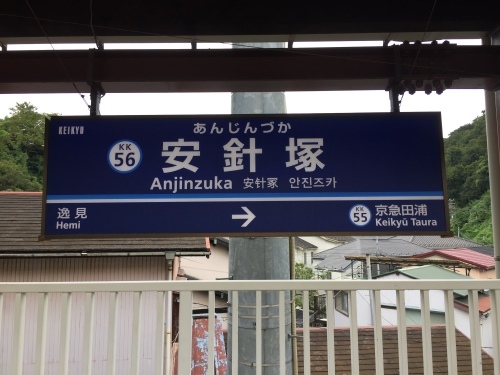 KEIKYU
KK
56
あんじんづか
安針塚
Anjinzuka 安针冢 안진즈카
逸見
Hemi
→
KK
55
京急田浦
Keikyū Taura